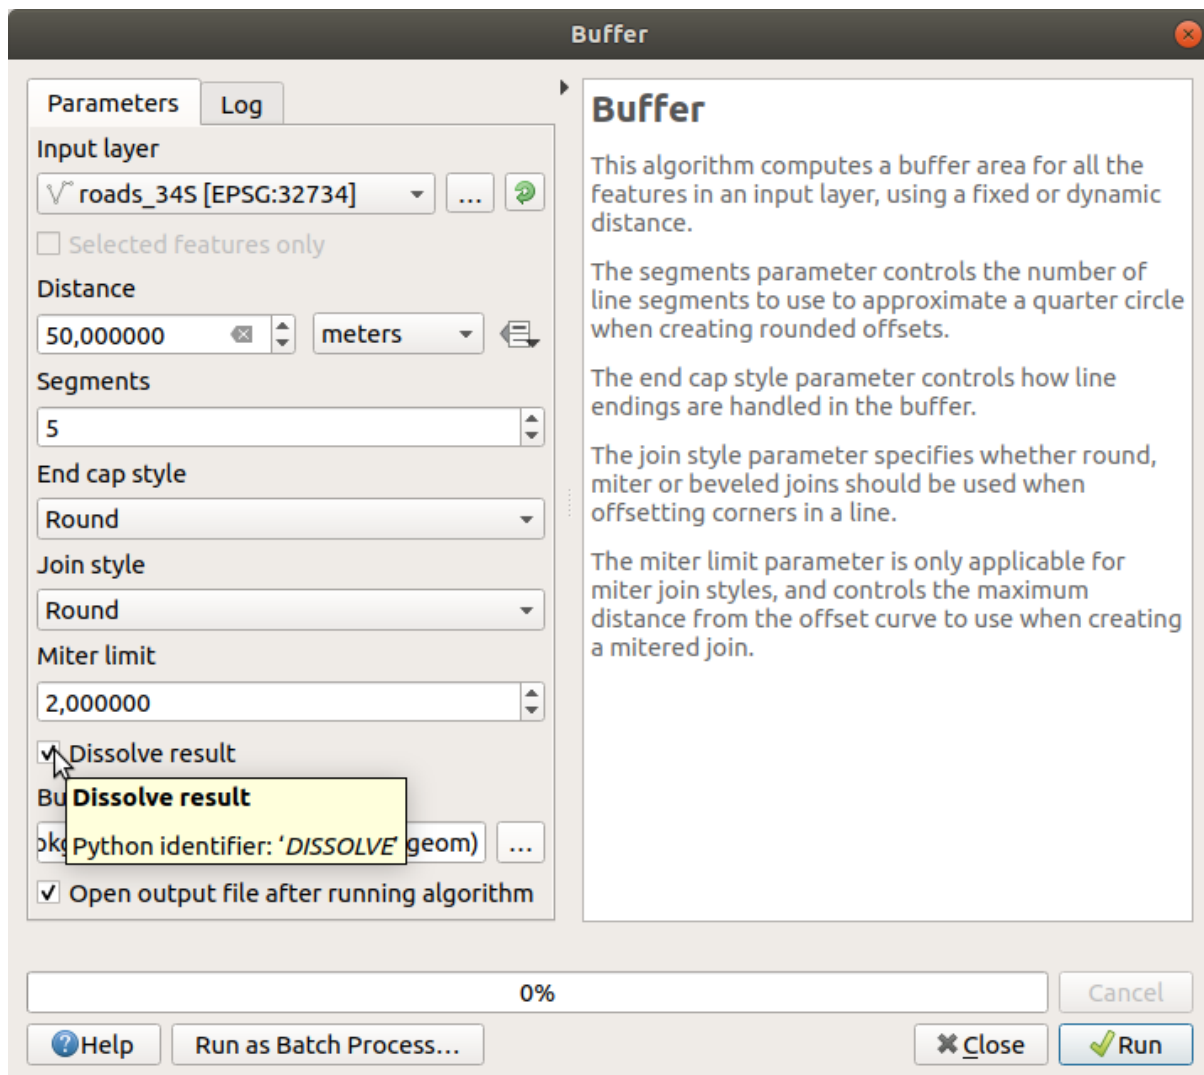 Buffer
Parameters
Log
Input layer
roads_34S [EPSG:32734]
...
Selected features only
Distance
50,000000
meters
Segments
5
End cap style
Round
Join style
Round
Miter limit
2,000000
Dissolve result
Dissolve result
Python identifier: ‘DISSOLVE’
geom)
...
Open output file after running algorithm
Buffer
This algorithm computes a buffer area for all the
features in an input layer, using a fixed or dynamic
distance.
The segments parameter controls the number of
line segments to use to approximate a quarter circle
when creating rounded offsets.
The end cap style parameter controls how line
endings are handled in the buffer.
The join style parameter specifies whether round,
miter or beveled joins should be used when
offsetting corners in a line.
The miter limit parameter is only applicable for
miter join styles, and controls the maximum
distance from the offset curve to use when creating
a mitered join.
0%
Cancel
Help
Run as Batch Process...
Close
Run